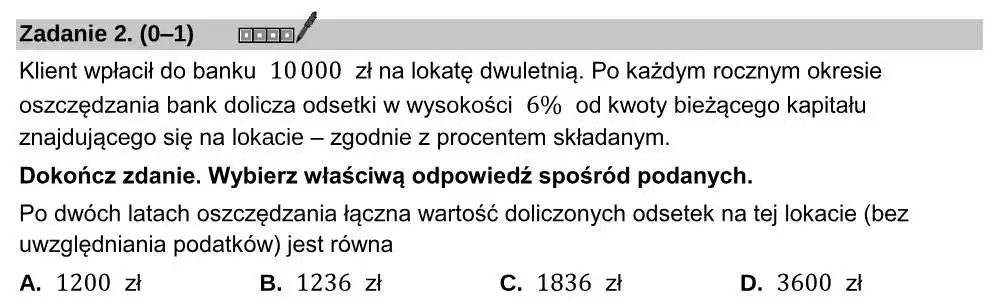 Zadanie 2. (0–1)
Klient wpłacił do banku 10 000 zł na lokatę dwuletnią. Po każdym rocznym okresie
oszczędzania bank dolicza odsetki w wysokości 6% od kwoty bieżącego kapitału
znajdującego się na lokacie – zgodnie z procentem składanym.
Dokończ zdanie. Wybierz właściwą odpowiedź spośród podanych.
Po dwóch latach oszczędzania łączna wartość doliczonych odsetek na tej lokacie (bez
uwzględniania podatków) jest równa
A. 1200 zł B. 1236 zł C. 1836 zł D. 3600 zł